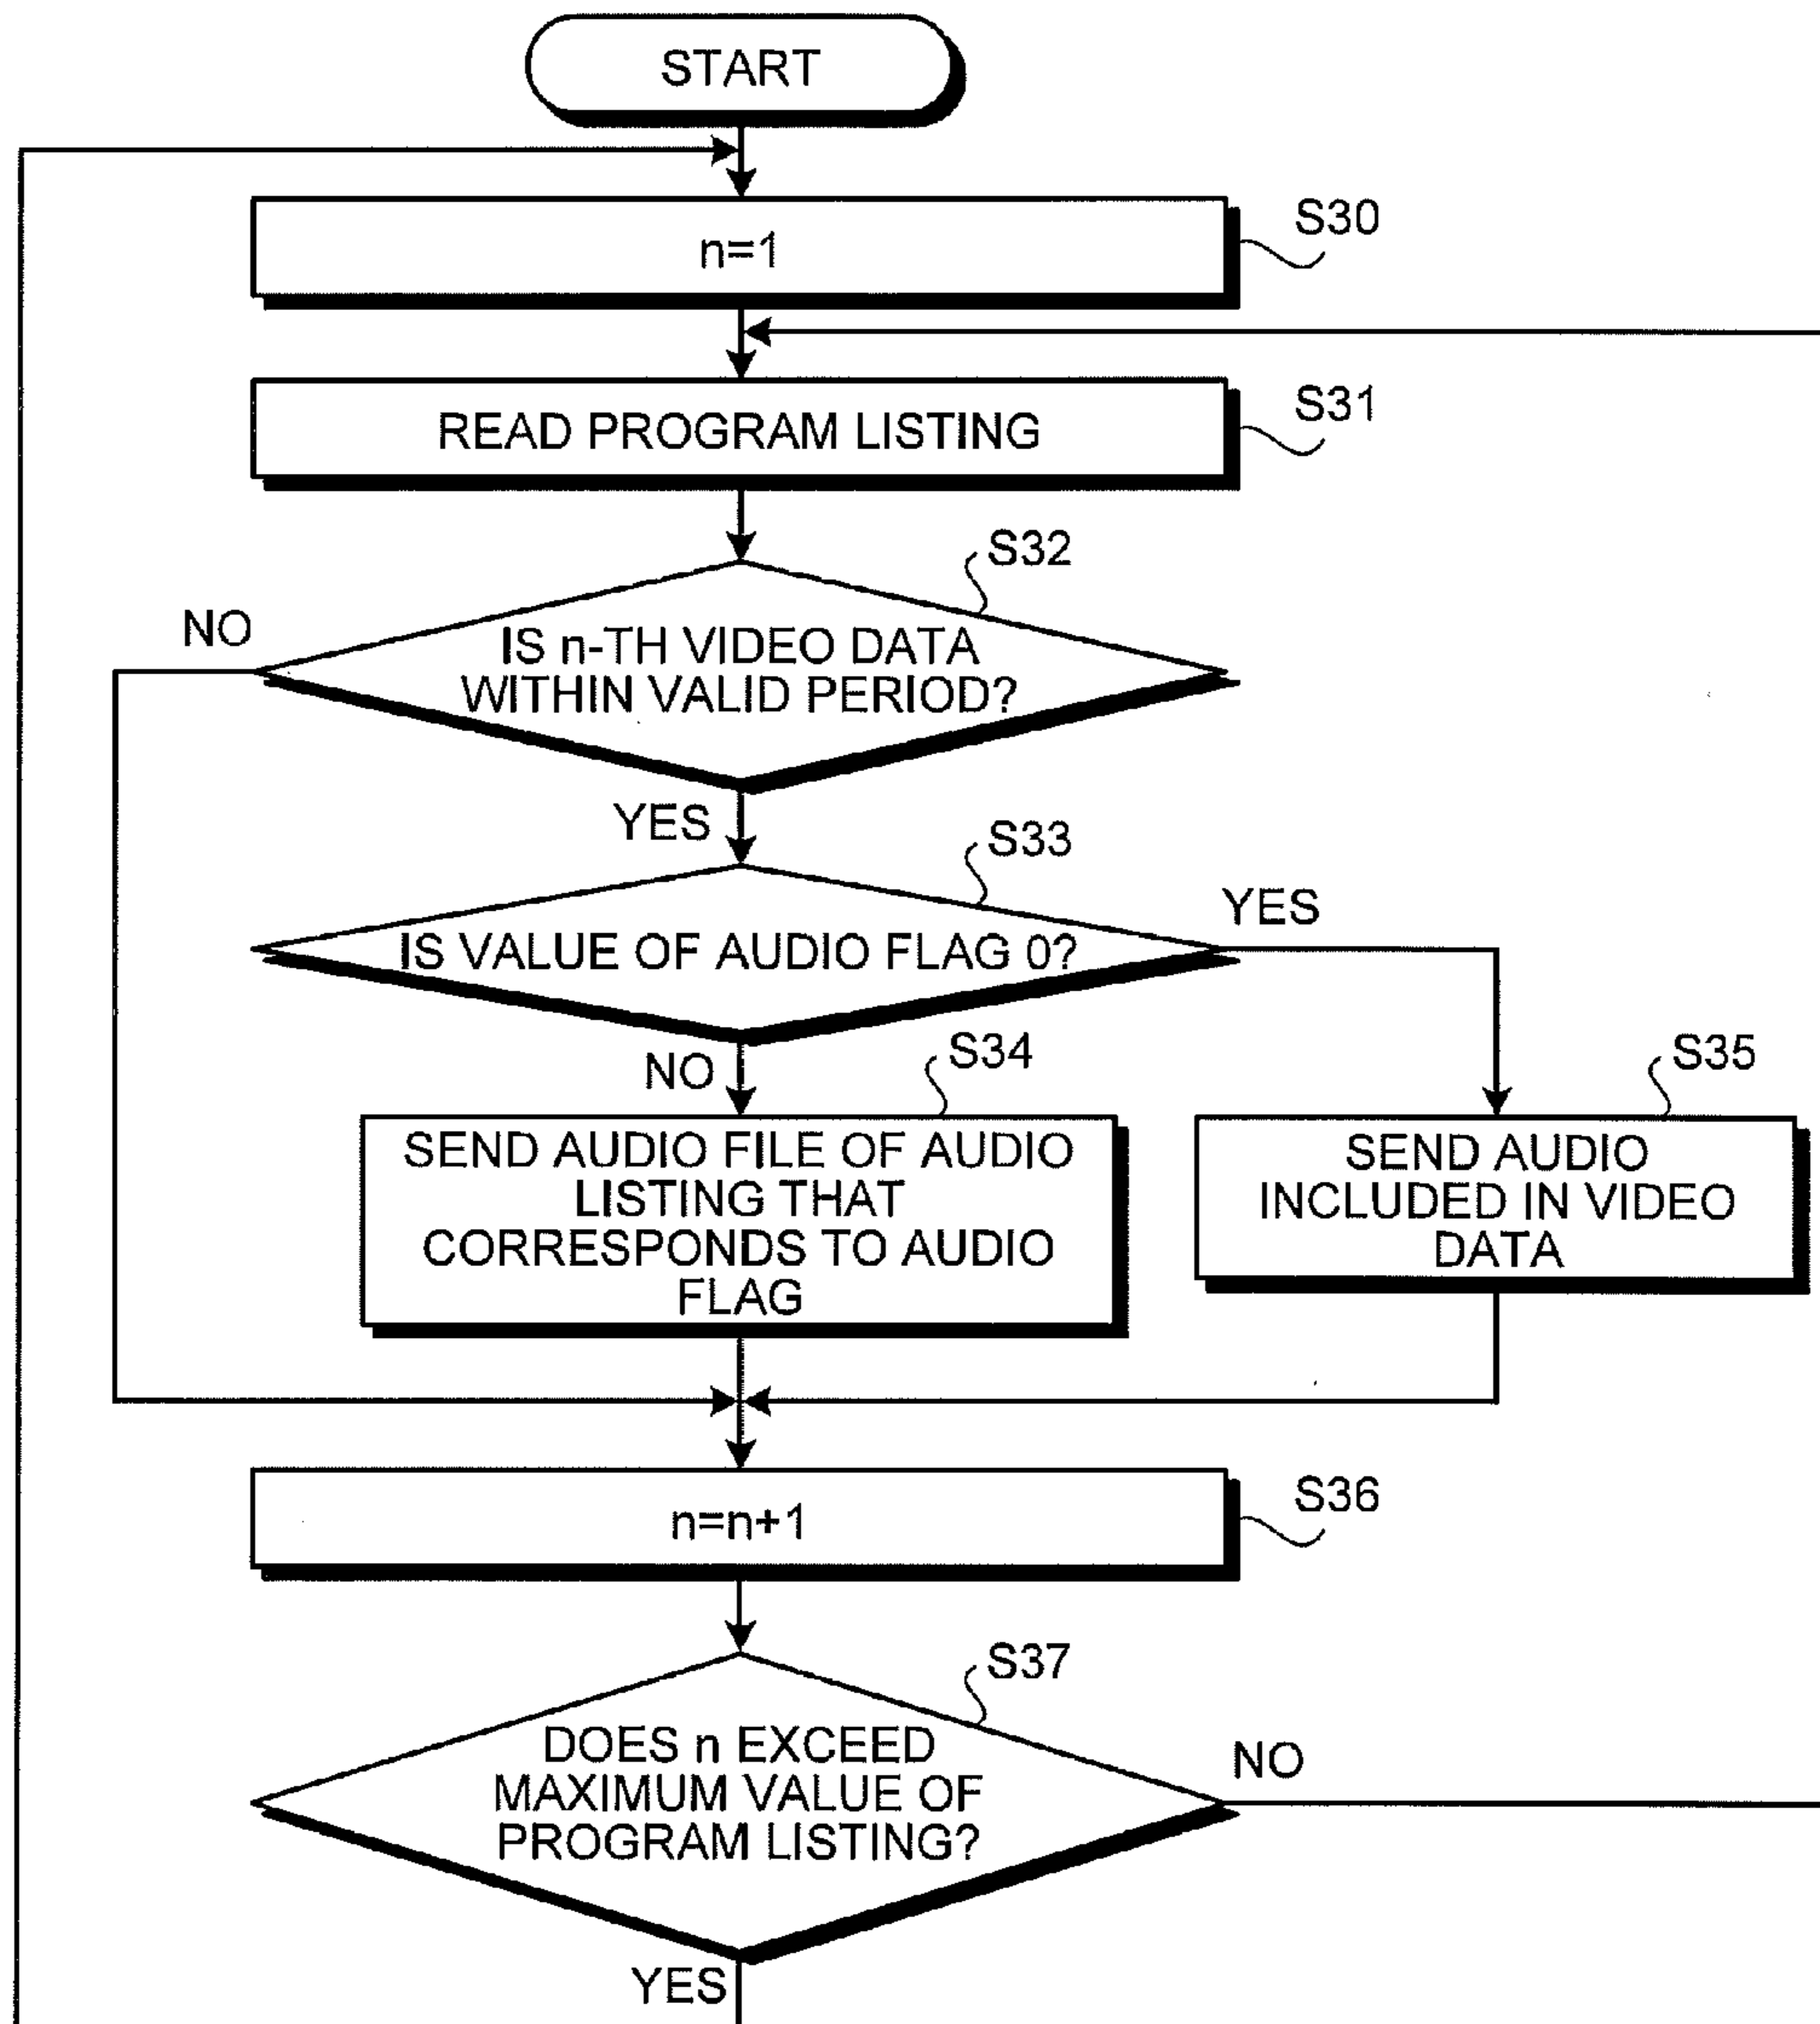 START
S30
n=1
S31
READ PROGRAM LISTING
S32
NO
IS n-TH VIDEO DATA
WITHIN VALID PERIOD?
YES
S33
YES
IS VALUE OF AUDIO FLAG 0?
NO
S34
S35
SEND AUDIO FILE OF AUDIO
LISTING THAT
CORRESPONDS TO AUDIO
FLAG
SEND AUDIO
INCLUDED IN VIDEO
DATA
S36
n=n+1
S37
DOES n EXCEED
MAXIMUM VALUE OF
PROGRAM LISTING?
NO
YES